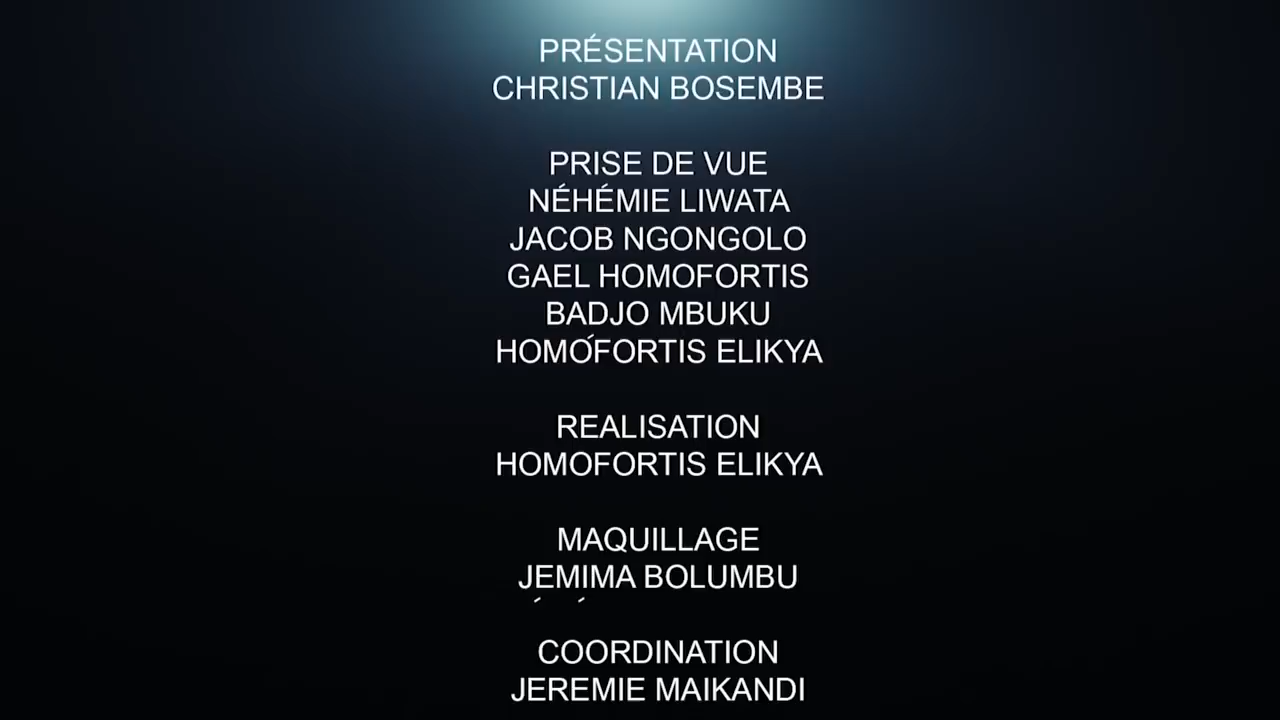 PRÉSENTATION
CHRISTIAN BOSEMBE
PRISE DE VUE
NÉHÉMIE LIWATA
JACOB NGONGOLO
GAEL HOMOFORTIS
BADJO MBUKU
HOMOFORTIS ELIKYA
REALISATION
HOMOFORTIS ELIKYA
MAQUILLAGE
JEMIMA BOLUMBU
COORDINATION
JEREMIE MAIKANDI